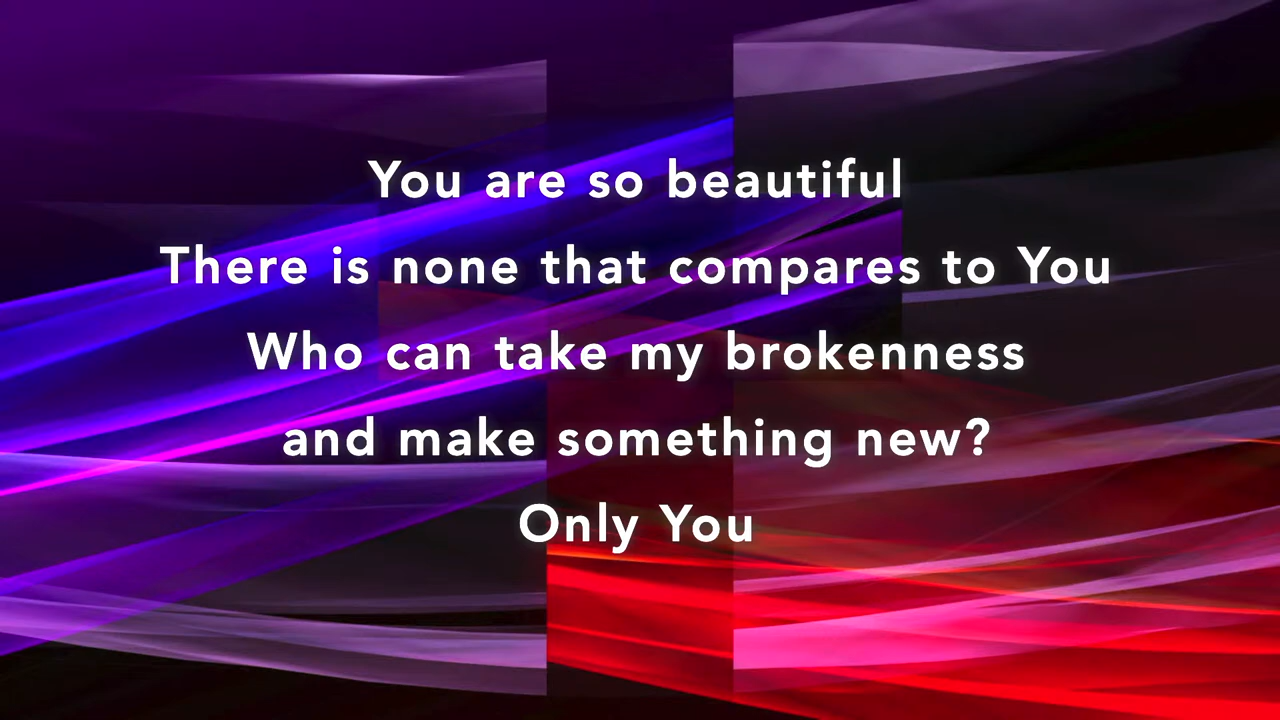 You are so beautiful
There is none that compares to You
Who can take my brokenness
and make something new?
Only You